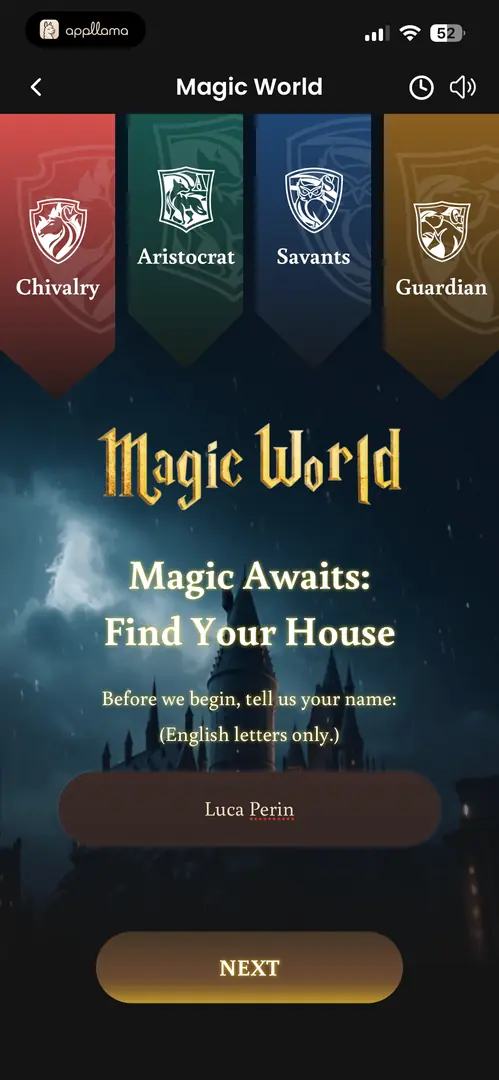 appllama
52
Magic World
Chivalry
Aristocrat
Savants
Guardian
Magic World
Magic Awaits:
Find Your House
Before we begin, tell us your name:
(English letters only.)
Luca Perin
NEXT